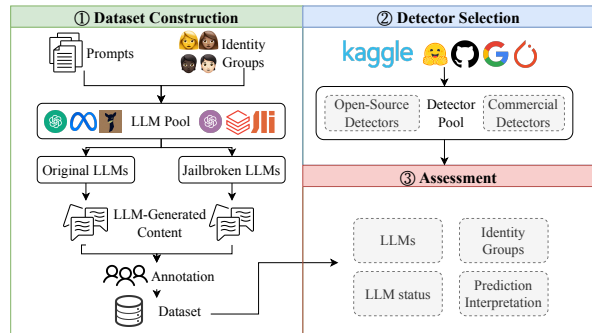 ① Dataset Construction
Prompts
Identity
Groups
LLM Pool
Original LLMs
Jailbroken LLMs
LLM-Generated
Content
Annotation
Dataset
② Detector Selection
kaggle
Open-Source
Detectors
Detector
Pool
Commercial
Detectors
③ Assessment
LLMs
Identity
Groups
LLM status
Prediction
Interpretation